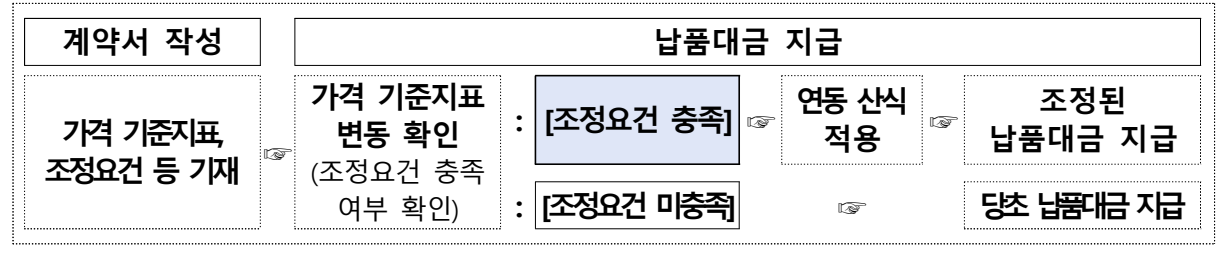 계약서 작성
납품대금 지급
가격 기준지표,
조정요건 등 기재
☞
가격 기준지표
변동 확인
(조정요건 충족
여부 확인)
: [조정요건 충족] ☞ 연동 산식
적용
☞ 조정된
납품대금 지급
: [조정요건 미충족] ☞ 당초 납품대금 지급